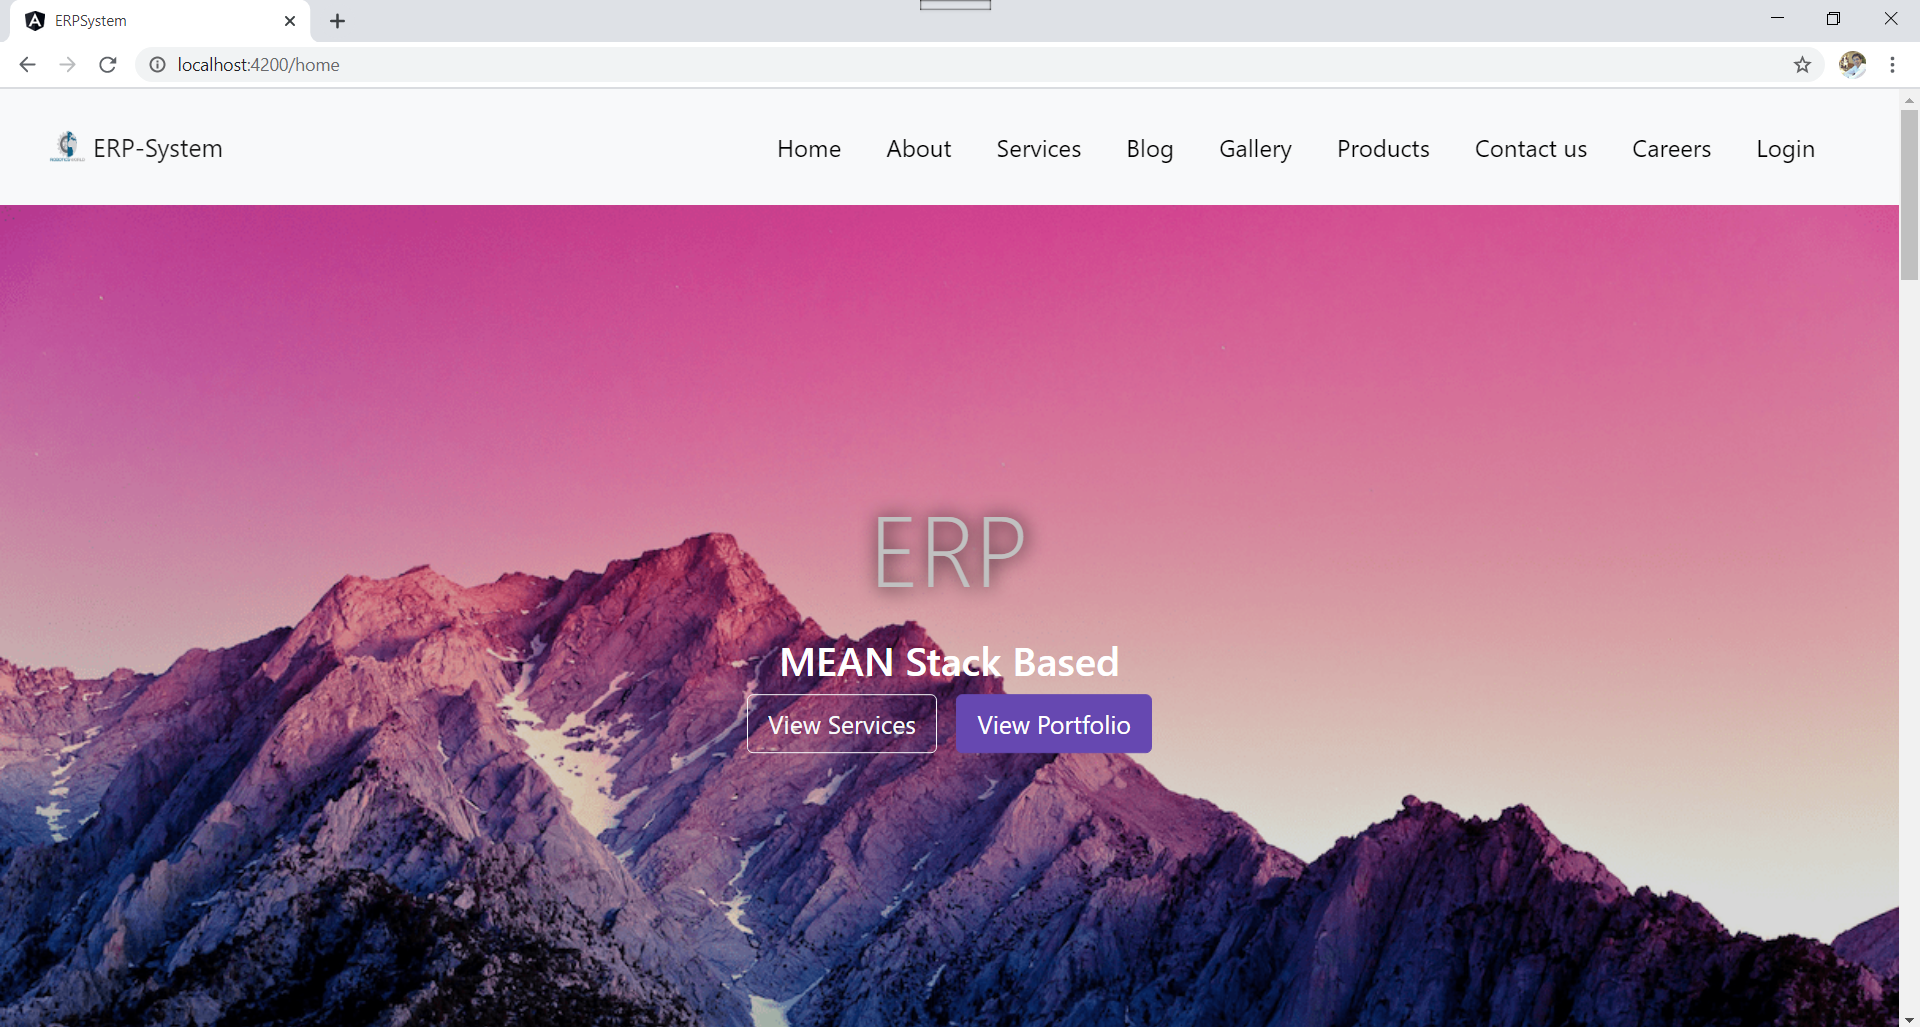 ERPSystem
localhost:4200/home
ERP-System
Home About Services Blog Gallery Products Contact us Careers Login
ERP
MEAN Stack Based
View Services View Portfolio